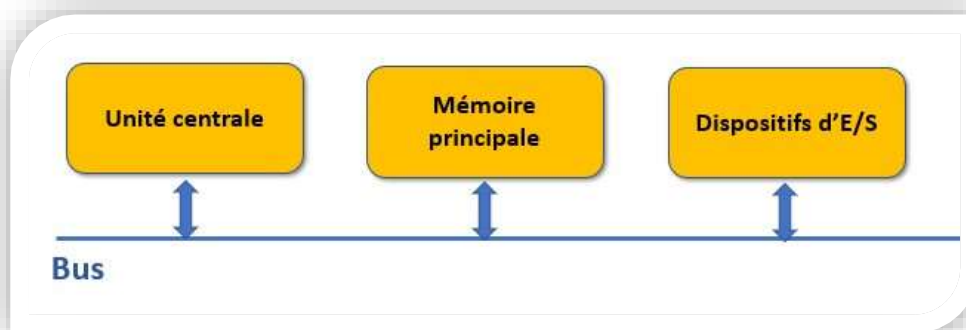 Unité centrale
Mémoire
principale
Dispositifs d'E/S
Bus